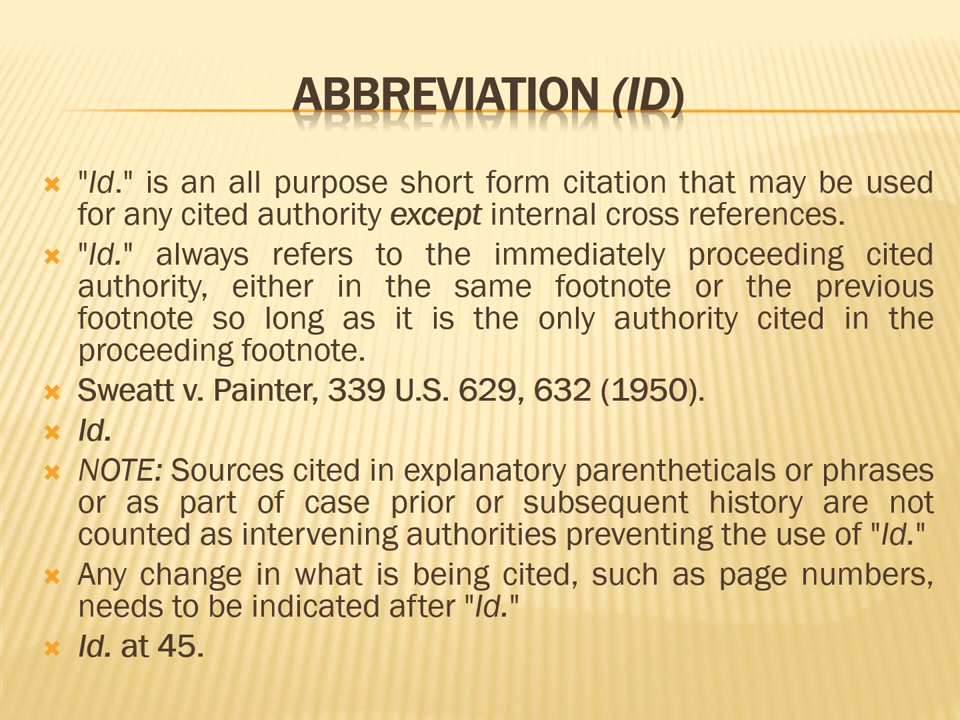 ABBREVIATION (ID)
"Id." is an all purpose short form citation that may be used
for any cited authority except internal cross references.
"Id." always refers to the immediately proceeding cited
authority, either in the same footnote or the previous
footnote so long as it is the only authority cited in the
proceeding footnote.
Sweatt v. Painter, 339 U.S. 629, 632 (1950).
Id.
NOTE: Sources cited in explanatory parentheticals or phrases
or as part of case prior or subsequent history are not
counted as intervening authorities preventing the use of "Id."
Any change in what is being cited, such as page numbers,
needs to be indicated after "Id."
Id. at 45.